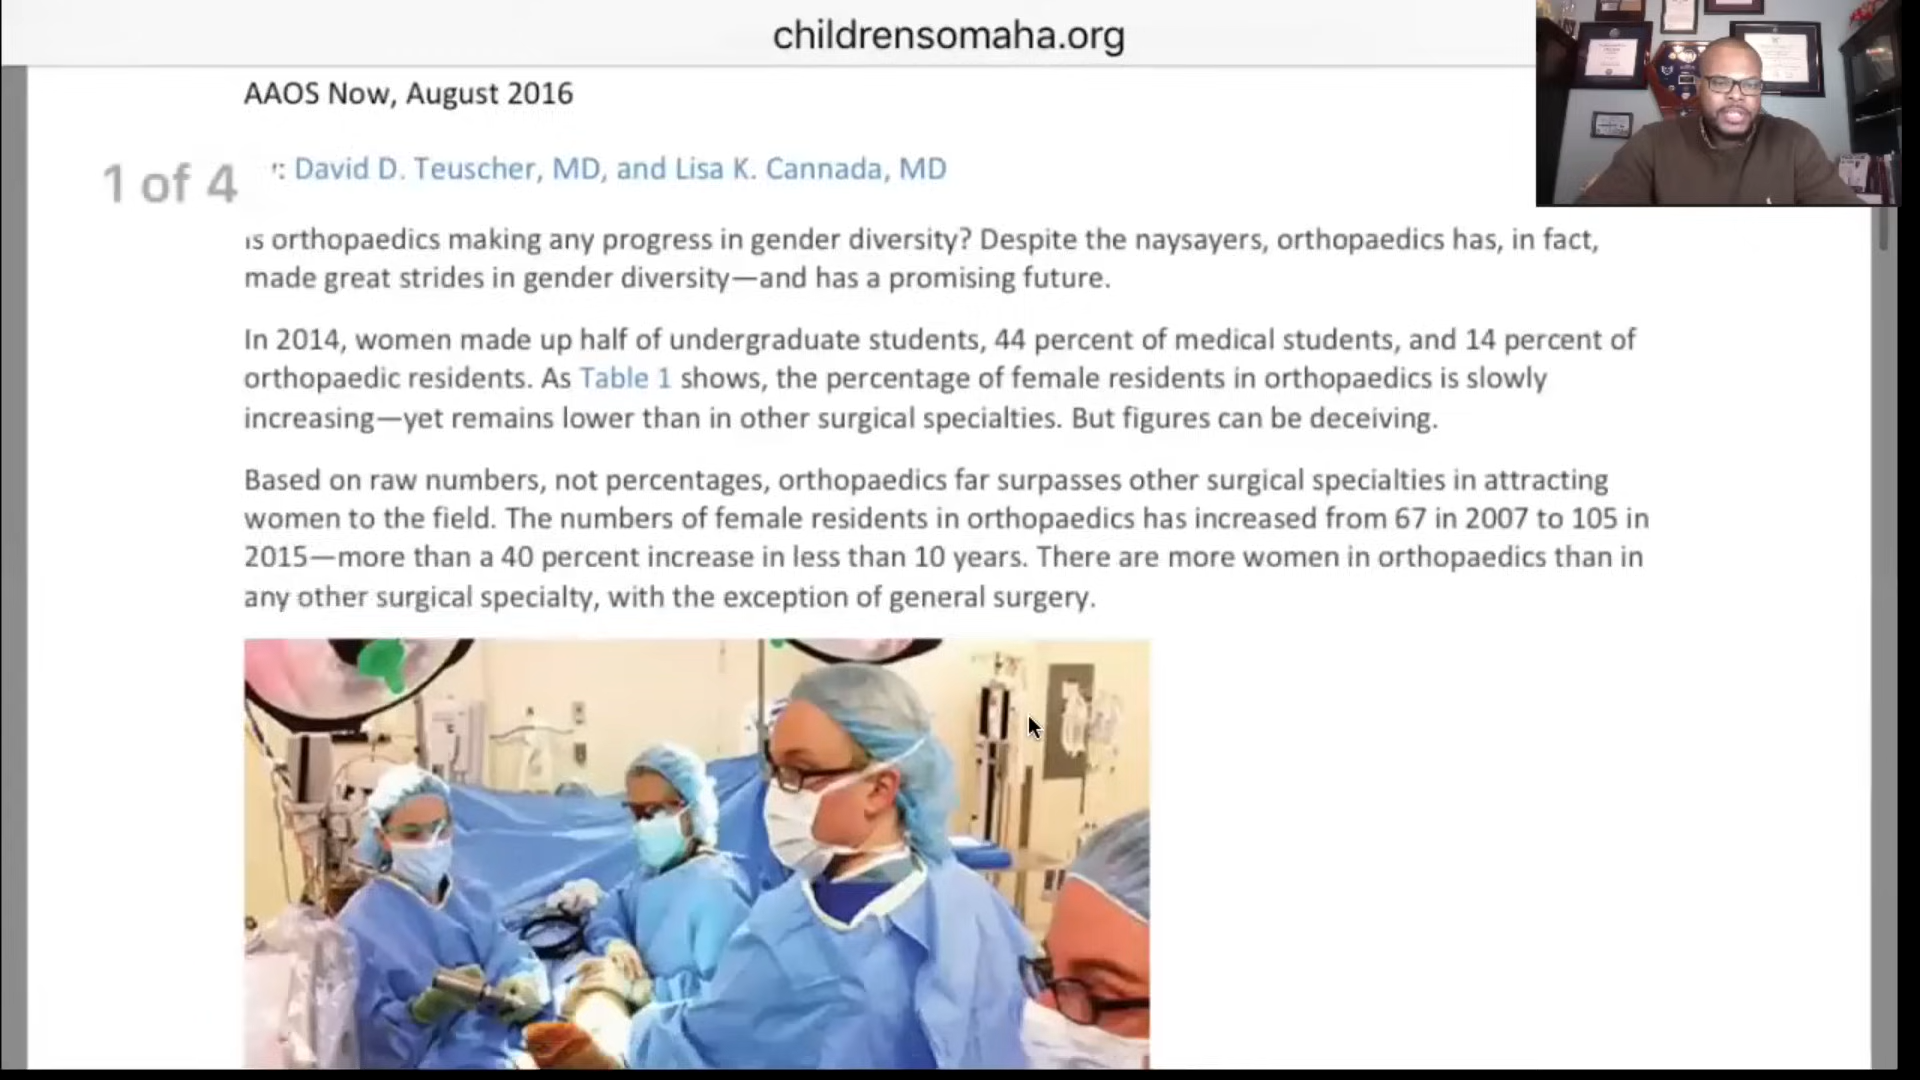 childrensomaha.org
AAOS Now, August 2016
1 of 4
: David D. Teuscher, MD, and Lisa K. Cannada, MD
Is orthopaedics making any progress in gender diversity? Despite the naysayers, orthopaedics has, in fact,
made great strides in gender diversity—and has a promising future.
In 2014, women made up half of undergraduate students, 44 percent of medical students, and 14 percent of
orthopaedic residents. As Table 1 shows, the percentage of female residents in orthopaedics is slowly
increasing—yet remains lower than in other surgical specialties. But figures can be deceiving.
Based on raw numbers, not percentages, orthopaedics far surpasses other surgical specialties in attracting
women to the field. The numbers of female residents in orthopaedics has increased from 67 in 2007 to 105 in
2015—more than a 40 percent increase in less than 10 years. There are more women in orthopaedics than in
any other surgical specialty, with the exception of general surgery.